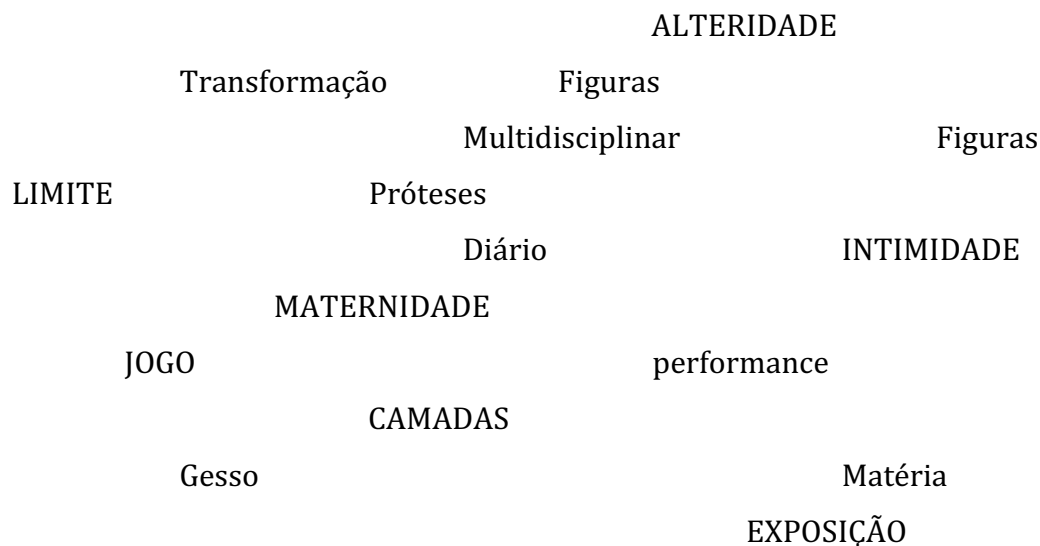 ALTERIDADE
Transformação Figuras
Multidisciplinar Figuras
LIMITE Próteses
Diário INTIMIDADE
MATERNIDADE
JOGO performance
CAMADAS
Gesso Matéria
EXPOSIÇÃO